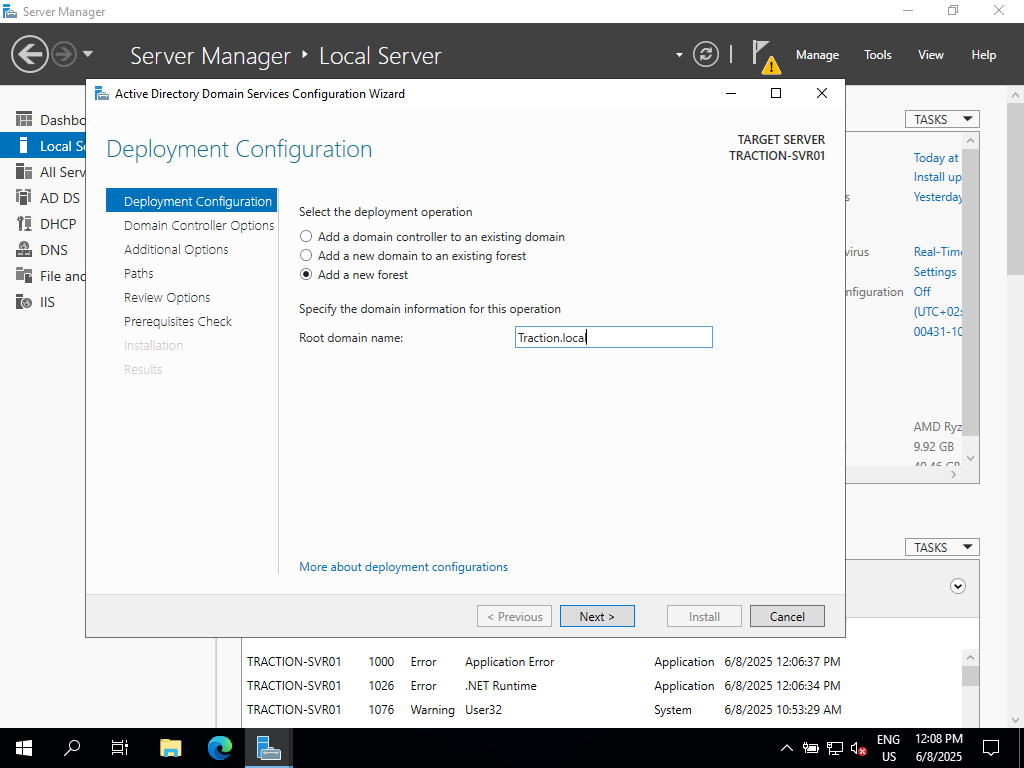 Server Manager
Server Manager ‣ Local Server
Manage Tools View Help
Active Directory Domain Services Configuration Wizard
Deployment Configuration
TARGET SERVER
TRACTION-SVR01
Dashbo
Local Se
All Serv
AD DS
DHCP
DNS
File and
IIS
Deployment Configuration
Domain Controller Options
Additional Options
Paths
Review Options
Prerequisites Check
Installation
Results
Select the deployment operation
Add a domain controller to an existing domain
Add a new domain to an existing forest
Add a new forest
Specify the domain information for this operation
Root domain name: Traction.local
More about deployment configurations
< Previous Next > Install Cancel
TASKS
Today at
Install up
s Yesterday
virus Real-Time
Settings
nfiguration Off
(UTC+02:
00431-10
AMD Ryz
9.92 GB
TASKS
TRACTION-SVR01 1000 Error Application Error Application 6/8/2025 12:06:37 PM
TRACTION-SVR01 1026 Error .NET Runtime Application 6/8/2025 12:06:34 PM
TRACTION-SVR01 1076 Warning User32 System 6/8/2025 10:53:29 AM
ENG
US
12:08 PM
6/8/2025